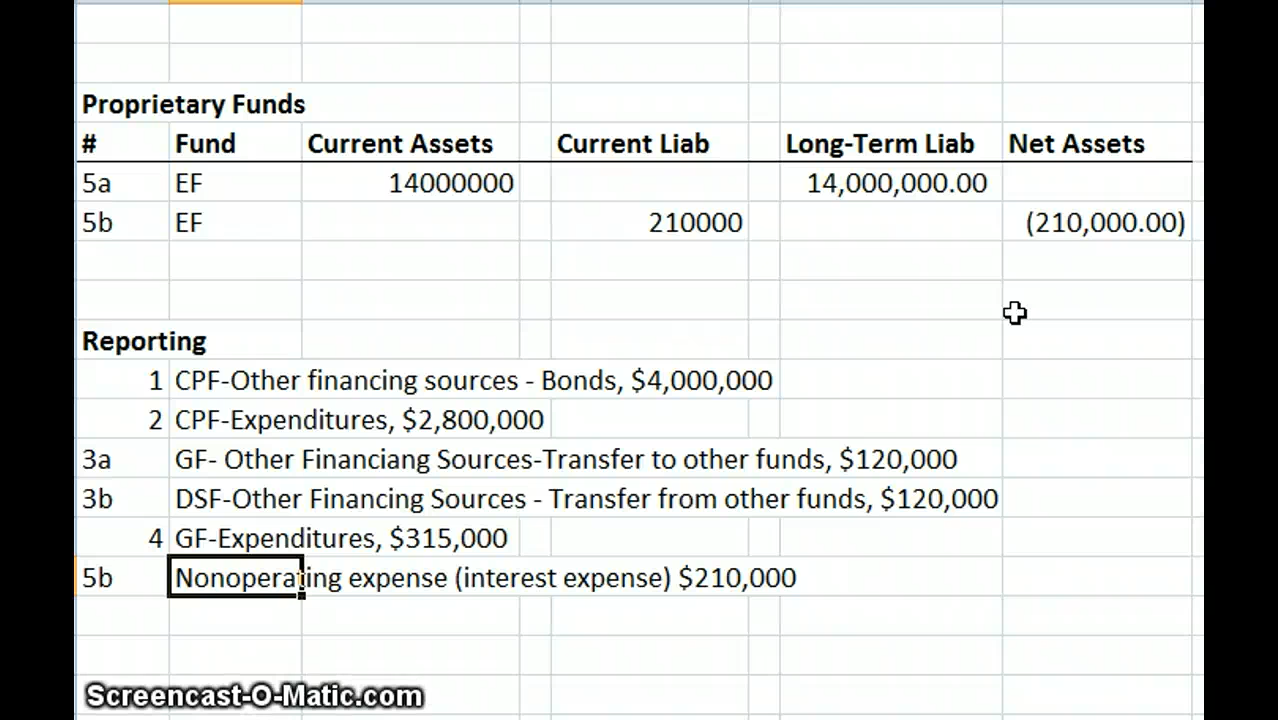 Proprietary Funds
# Fund Current Assets Current Liab Long-Term Liab Net Assets
5a EF 14000000 14,000,000.00
5b EF 210000 (210,000.00)
Reporting
1 CPF-Other financing sources - Bonds, $4,000,000
2 CPF-Expenditures, $2,800,000
3a GF- Other Financiang Sources-Transfer to other funds, $120,000
3b DSF-Other Financing Sources - Transfer from other funds, $120,000
4 GF-Expenditures, $315,000
5b Nonoperating expense (interest expense) $210,000
Screencast-O-Matic.com